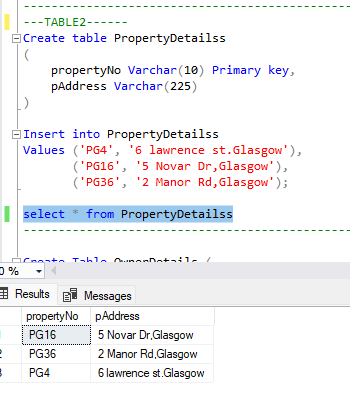 ---TABLE2------
Create table PropertyDetailss
(
propertyNo Varchar(10) Primary key,
pAddress Varchar(225)
)
Insert into PropertyDetailss
Values ('PG4', '6 lawrence st.Glasgow'),
('PG16', '5 Novar Dr,Glasgow'),
('PG36', '2 Manor Rd,Glasgow');
select * from PropertyDetailss
Create Table OwnerDetails (
0 %
Results Messages
propertyNo pAddress
PG16 5 Novar Dr,Glasgow
2 PG36 2 Manor Rd,Glasgow
3 PG4 6 lawrence st.Glasgow